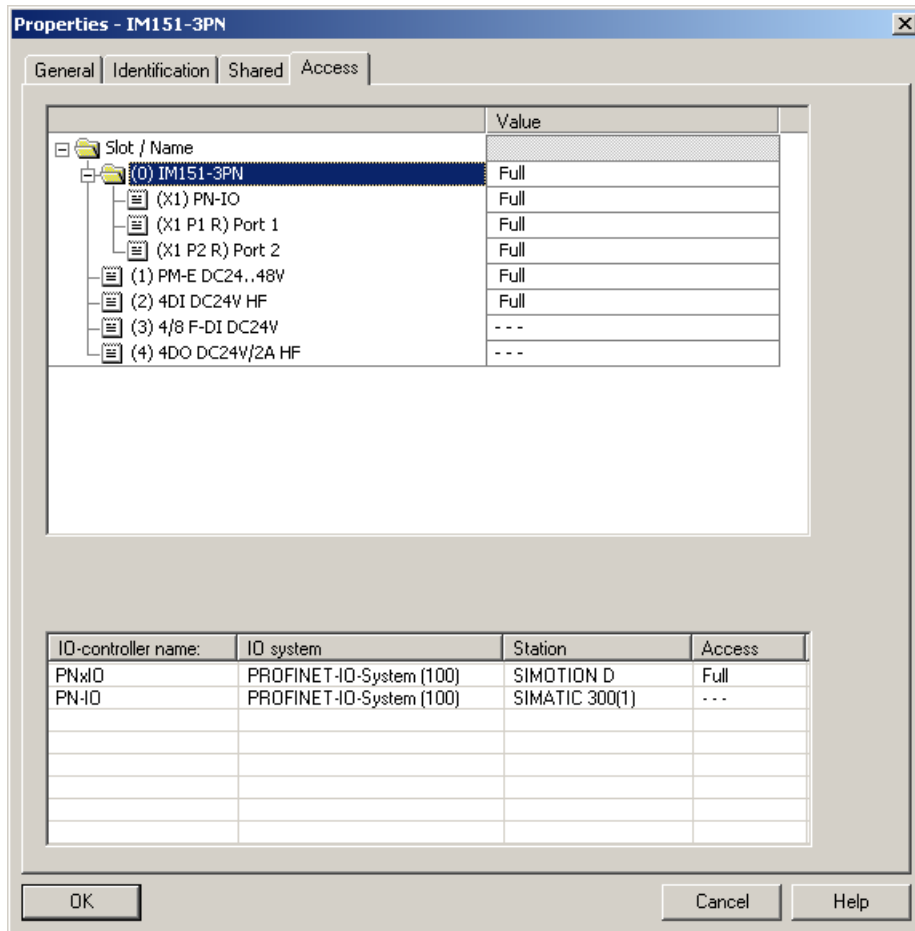 Properties - IM151-3PN
General Identification Shared Access
Value
Slot / Name
(0) IM151-3PN Full
(X1) PN-IO Full
(X1 P1 R) Port 1 Full
(X1 P2 R) Port 2 Full
(1) PM-E DC24..48V Full
(2) 4DI DC24V HF Full
(3) 4/8 F-DI DC24V - - -
(4) 4DO DC24V/2A HF - - -
IO-controller name: IO system Station Access
PNxIO PROFINET-IO-System (100) SIMOTION D Full
PN-IO PROFINET-IO-System (100) SIMATIC 300(1) - - -
OK Cancel Help